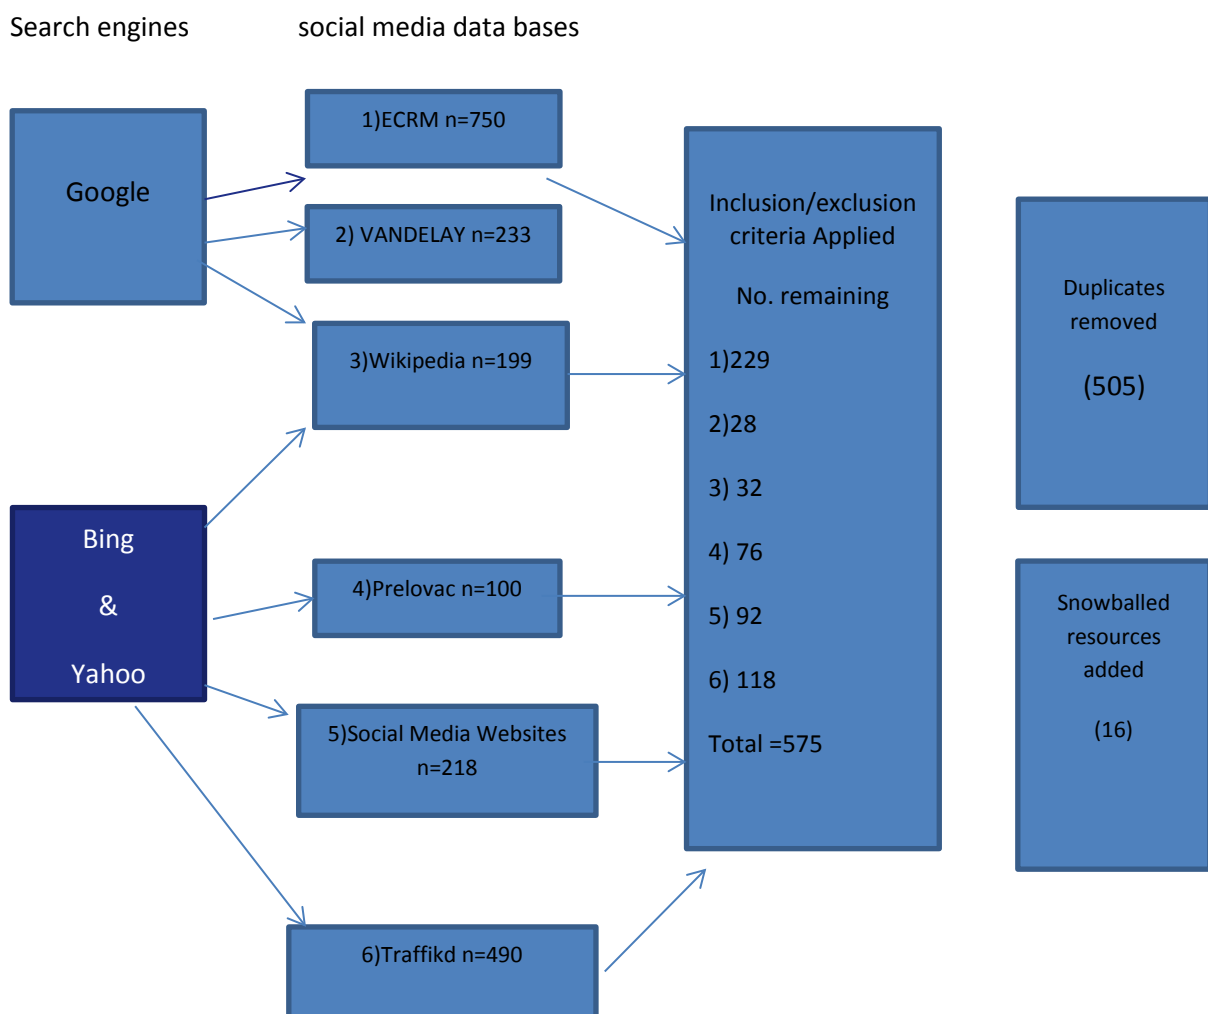 Search engines
social media data bases
Google
Bing
&
Yahoo
1)ECRM n=750
2) VANDELAY n=233
3)Wikipedia n=199
4)Prelovac n=100
5)Social Media Websites
n=218
6)Traffikd n=490
Inclusion/exclusion
criteria Applied
No. remaining
1)229
2)28
3) 32
4) 76
5) 92
6) 118
Total =575
Duplicates
removed
(505)
Snowballed
resources
added
(16)